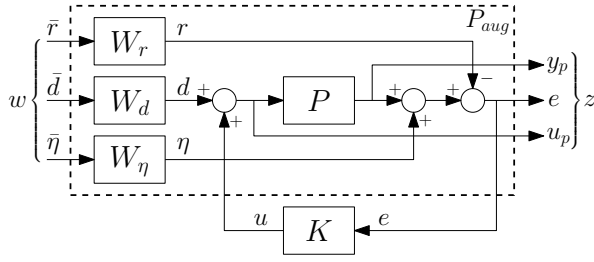 r̄ W_r r P_aug
w d̄ W_d d + + P + + + − y_p e u_p z
η̄ W_η η
u K e